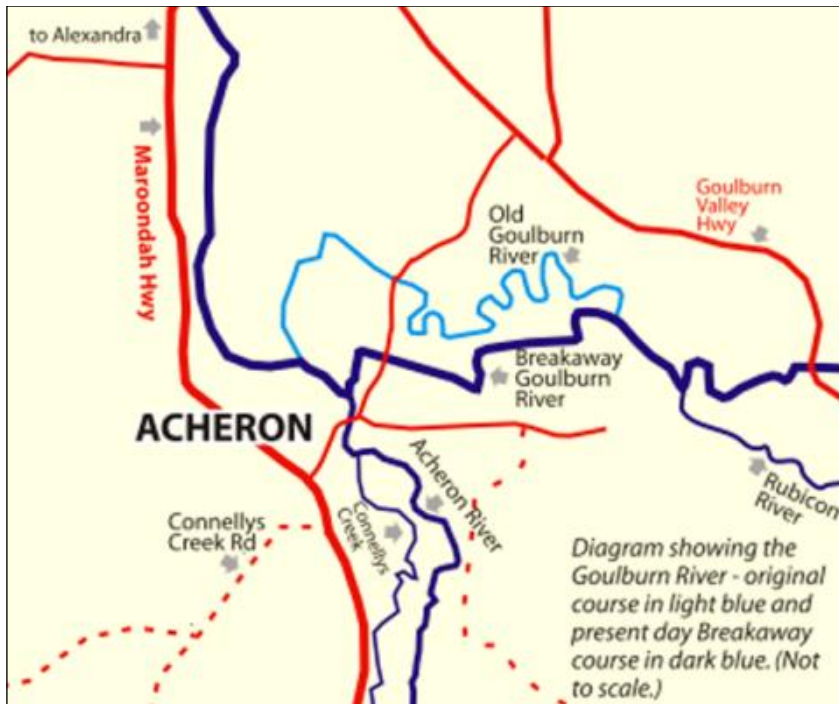 to Alexandra
Maroondah Hwy
Goulburn
Valley
Hwy
Old
Goulburn
River
Breakaway
Goulburn
River
ACHERON
Acheron River
Rubicon
River
Connellys
Creek
Connellys
Creek Rd
Diagram showing the
Goulburn River - original
course in light blue and
present day Breakaway
course in dark blue. (Not
to scale.)